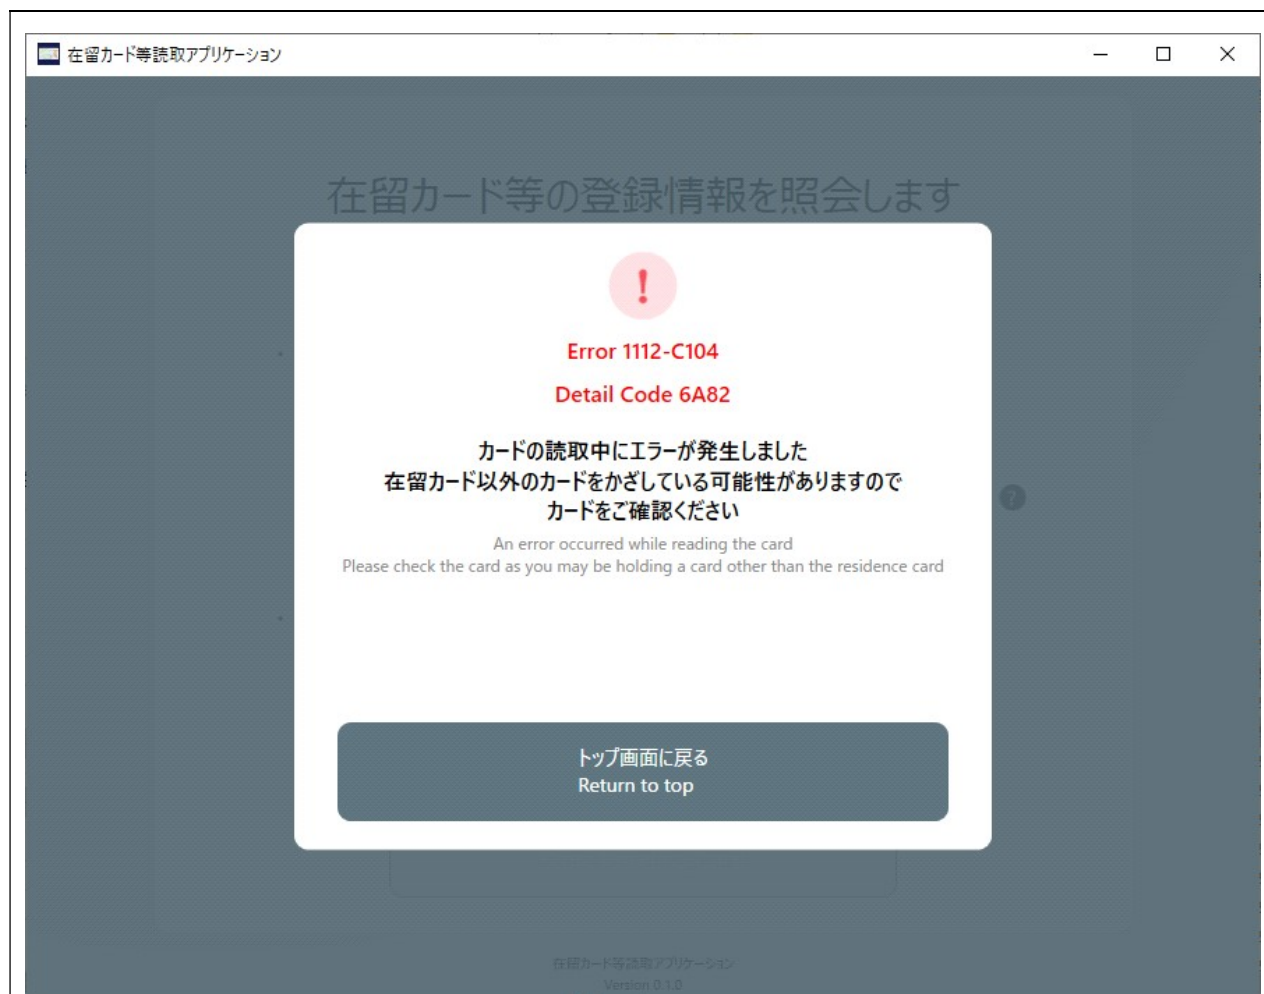 在留カード等読取アプリケーション
在留カード等の登録情報を照会します
!
Error 1112-C104
Detail Code 6A82
カードの読取中にエラーが発生しました
在留カード以外のカードをかざしている可能性がありますので
カードをご確認ください
An error occurred while reading the card
Please check the card as you may be holding a card other than the residence card
?
トップ画面に戻る
Return to top
在留カード等読取アプリケーション
Version 0.1.0